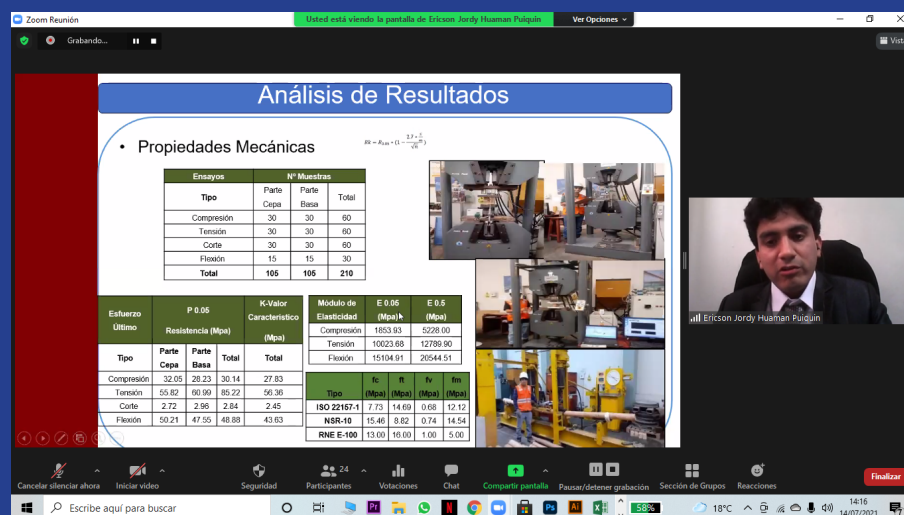 Zoom Reunión
Usted está viendo la pantalla de Ericson Jordy Huaman Puiquin
Ver Opciones
Grabando...
Vista
Análisis de Resultados
• Propiedades Mecánicas
Ensayos Nº Muestras
Tipo Parte Cepa Parte Basa Total
Compresión 30 30 60
Tensión 30 30 60
Corte 30 30 60
Flexión 15 15 30
Total 105 105 210
Esfuerzo Último P 0.05 Resistencia (Mpa) K-Valor Caracteristico (Mpa)
Tipo Parte Cepa Parte Basa Total Total
Compresión 32.05 28.23 30.14 27.83
Tensión 55.82 60.99 85.22 56.36
Corte 2.72 2.96 2.84 2.45
Flexión 50.21 47.55 48.88 43.63
Módulo de Elasticidad E 0.05 (Mpa) E 0.5 (Mpa)
Compresión 1853.93 5228.00
Tensión 10023.68 12789.90
Flexión 15104.91 20544.51
Tipo fc (Mpa) ft (Mpa) fv (Mpa) fm (Mpa)
ISO 22157-1 7.73 14.69 0.68 12.12
NSR-10 15.46 8.82 0.74 14.54
RNE E-100 13.00 16.00 1.00 5.00
Ericson Jordy Huaman Puiquin
Cancelar silenciar ahora
Iniciar video
Seguridad
24
Participantes
Votaciones
Chat
Compartir pantalla
Pausar/detener grabación
Sección de Grupos
Reacciones
Finalizar
Escribe aquí para buscar
58%
18°C
14:16
14/07/2021